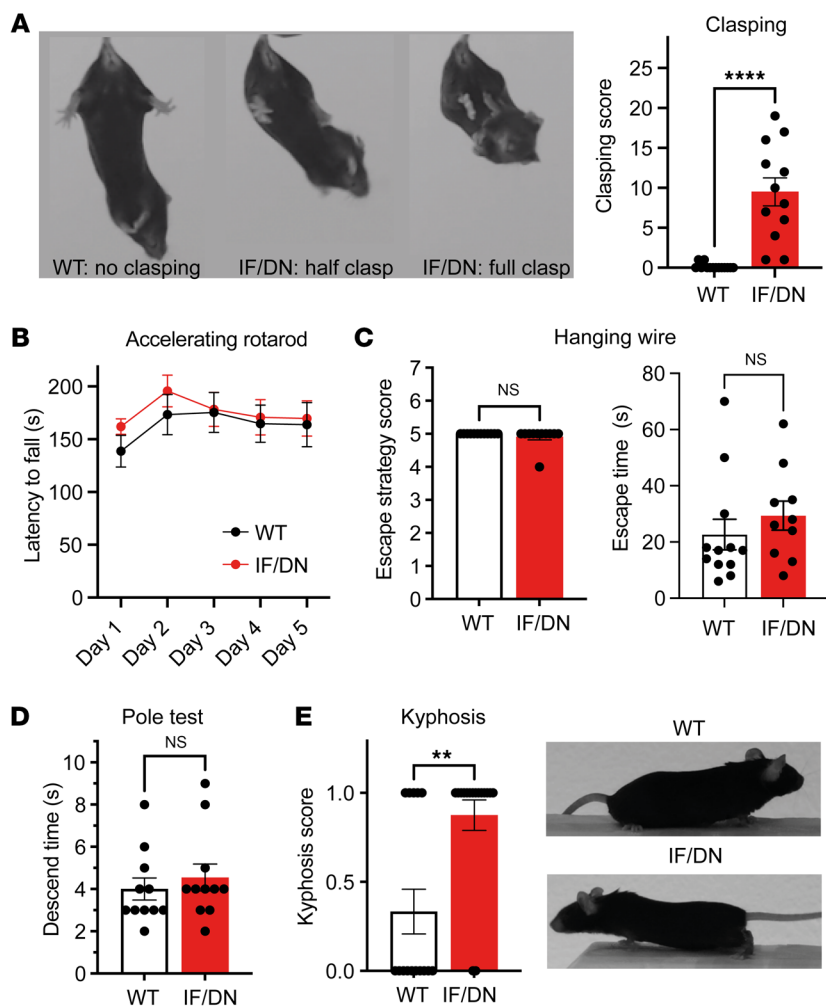 A
WT: no clasping
IF/DN: half clasp
IF/DN: full clasp
Clasping
Clasping score
25
20
15
10
5
0
****
WT
IF/DN
B
Accelerating rotarod
Latency to fall (s)
200
150
100
50
0
WT
IF/DN
Day 1
Day 2
Day 3
Day 4
Day 5
C
Hanging wire
Escape strategy score
7
6
5
4
3
2
1
0
NS
WT
IF/DN
Escape time (s)
80
60
40
20
0
NS
WT
IF/DN
D
Pole test
Descend time (s)
10
8
6
4
2
0
NS
WT
IF/DN
E
Kyphosis
Kyphosis score
1.0
0.5
0.0
**
WT
IF/DN
WT
IF/DN